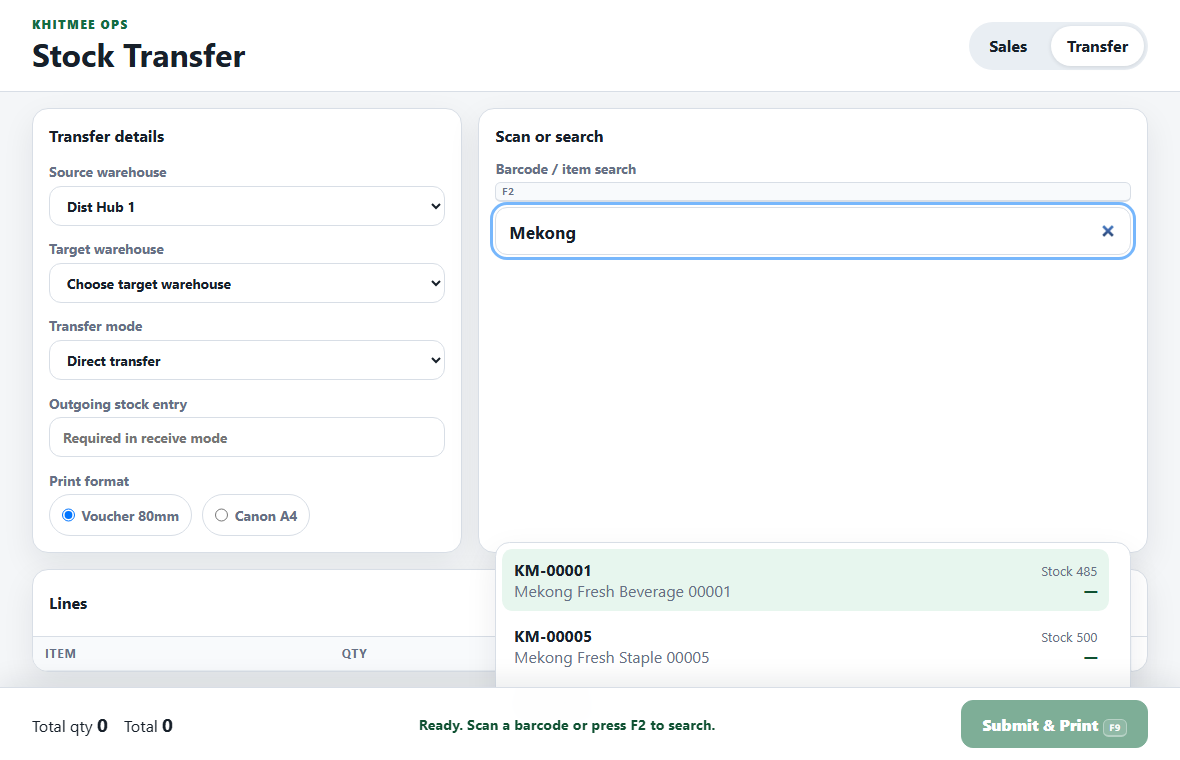 KHITMEE OPS
Stock Transfer
Sales
Transfer
Transfer details
Source warehouse
Dist Hub 1
Target warehouse
Choose target warehouse
Transfer mode
Direct transfer
Outgoing stock entry
Required in receive mode
Print format
Voucher 80mm
Canon A4
Scan or search
Barcode / item search
F2
Mekong
KM-00001
Stock 485
Mekong Fresh Beverage 00001
—
KM-00005
Stock 500
Mekong Fresh Staple 00005
—
Lines
ITEM
QTY
Total qty 0
Total 0
Ready. Scan a barcode or press F2 to search.
Submit & Print F9